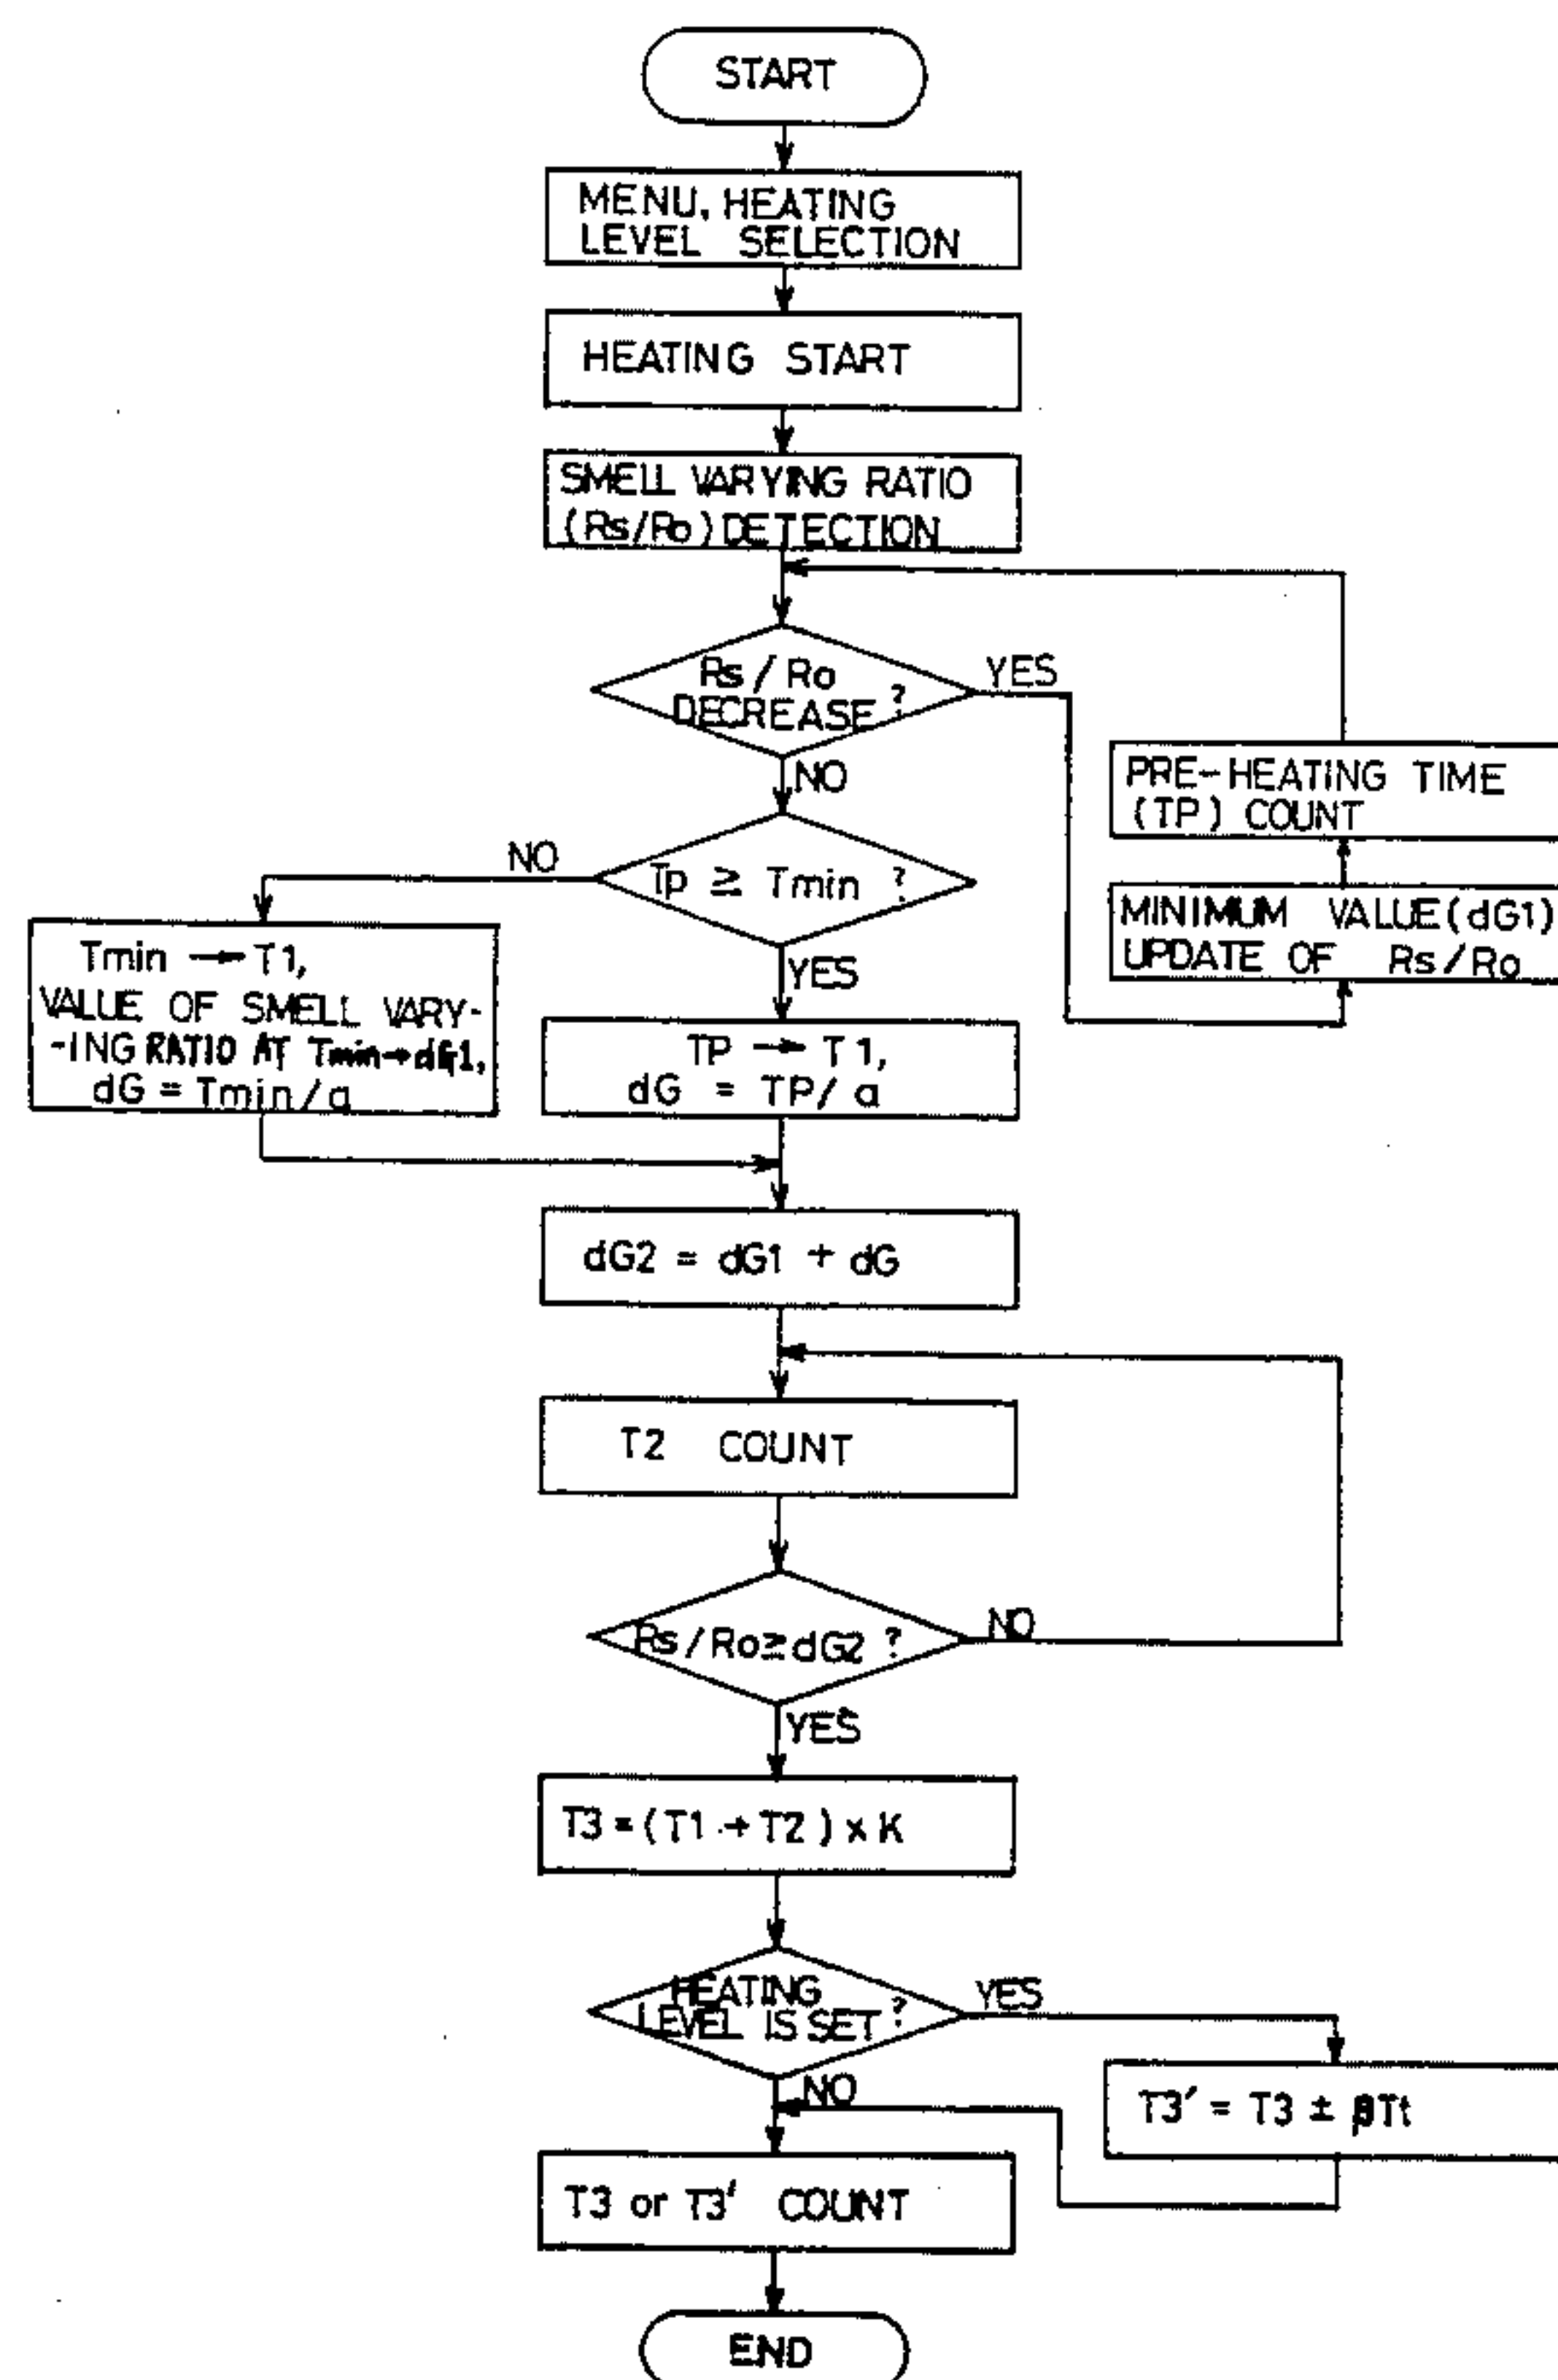 START
MENU, HEATING
LEVEL SELECTION
HEATING START
SMELL VARYING RATIO
(Rs/Ro) DETECTION
Rs/Ro
DECREASE ?
YES
NO
PRE-HEATING TIME
(TP) COUNT
MINIMUM VALUE(dG1)
UPDATE OF Rs/Ro
Tp ≥ Tmin ?
NO
YES
Tmin → T1,
VALUE OF SMELL VARY-
-ING RATIO AT Tmin→dG1,
dG = Tmin/a
TP → T1,
dG = TP/a
dG2 = dG1 + dG
T2 COUNT
Rs/Ro≥dG2 ?
NO
YES
T3=(T1+T2)×K
HEATING
LEVEL IS SET ?
YES
NO
T3' = T3 ± βTt
T3 or T3' COUNT
END